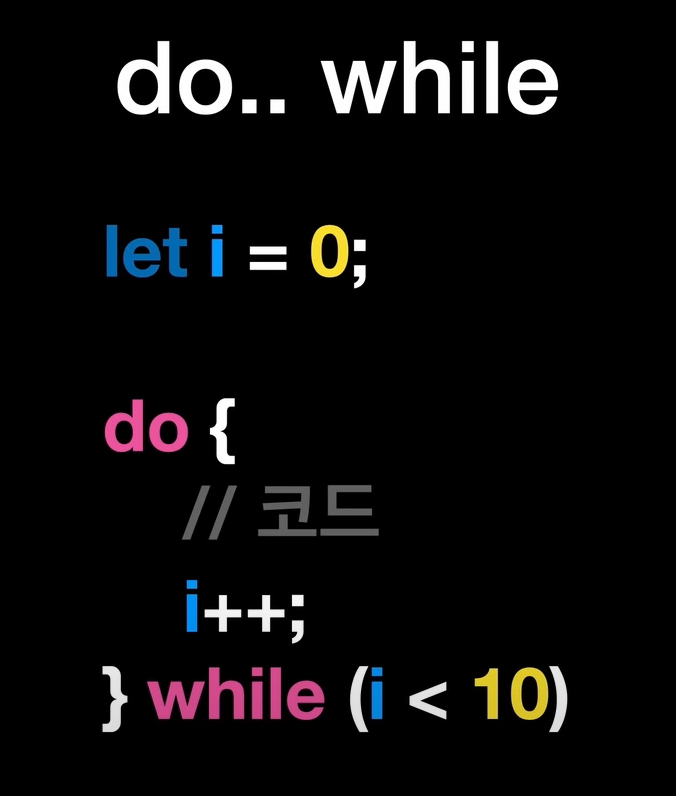 do.. while
let i = 0;
do {
// 코드
i++;
} while (i < 10)